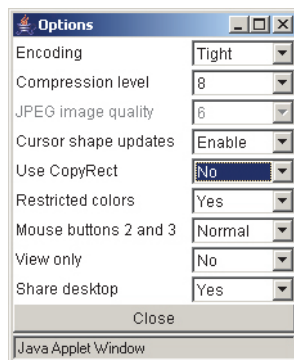 Options
Encoding Tight
Compression level 8
JPEG image quality 6
Cursor shape updates Enable
Use CopyRect No
Restricted colors Yes
Mouse buttons 2 and 3 Normal
View only No
Share desktop Yes
Close
Java Applet Window